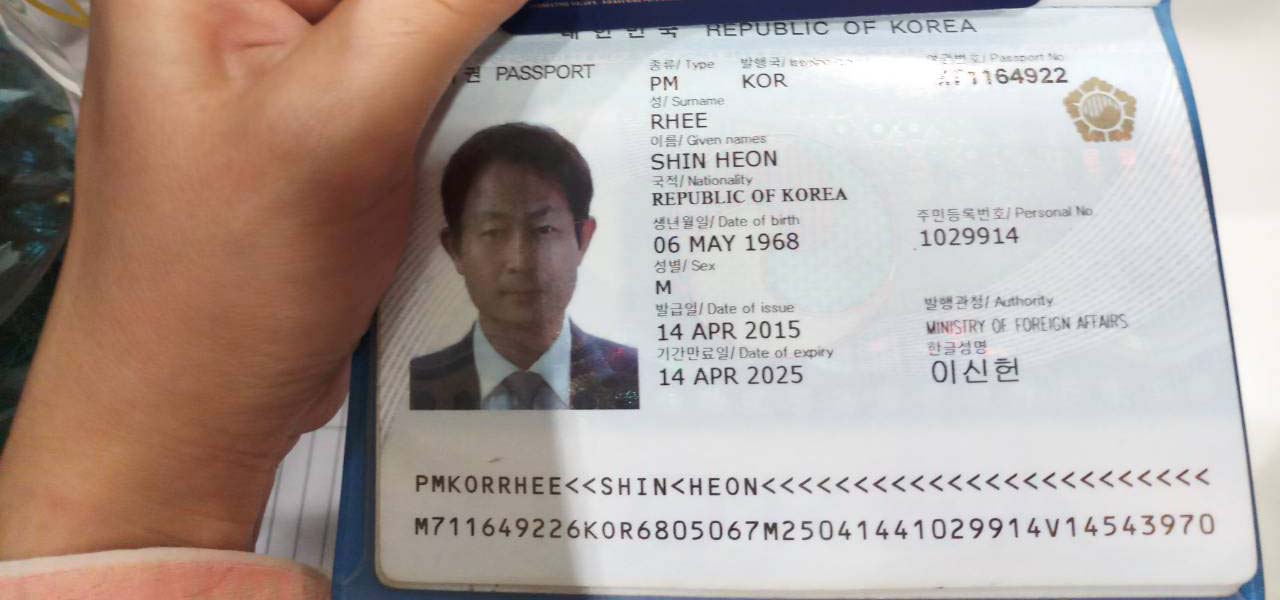 대한민국 REPUBLIC OF KOREA
권 PASSPORT
종류/ Type 발행국/ 여권번호/ Passport No
PM KOR 1164922
성/ Surname
RHEE
이름/ Given names
SHIN HEON
국적/ Nationality
REPUBLIC OF KOREA
생년월일/ Date of birth 주민등록번호/ Personal No
06 MAY 1968 1029914
성별/ Sex
M
발급일/ Date of issue 발행관청/ Authority
14 APR 2015 MINISTRY OF FOREIGN AFFAIRS
기간만료일/ Date of expiry 한글성명
14 APR 2025 이신헌
PMKORRHEE<<SHIN<HEON<<<<<<<<<<<<<<<<<<<<<<<<
M711649226KOR6805067M25041441029914V14543970